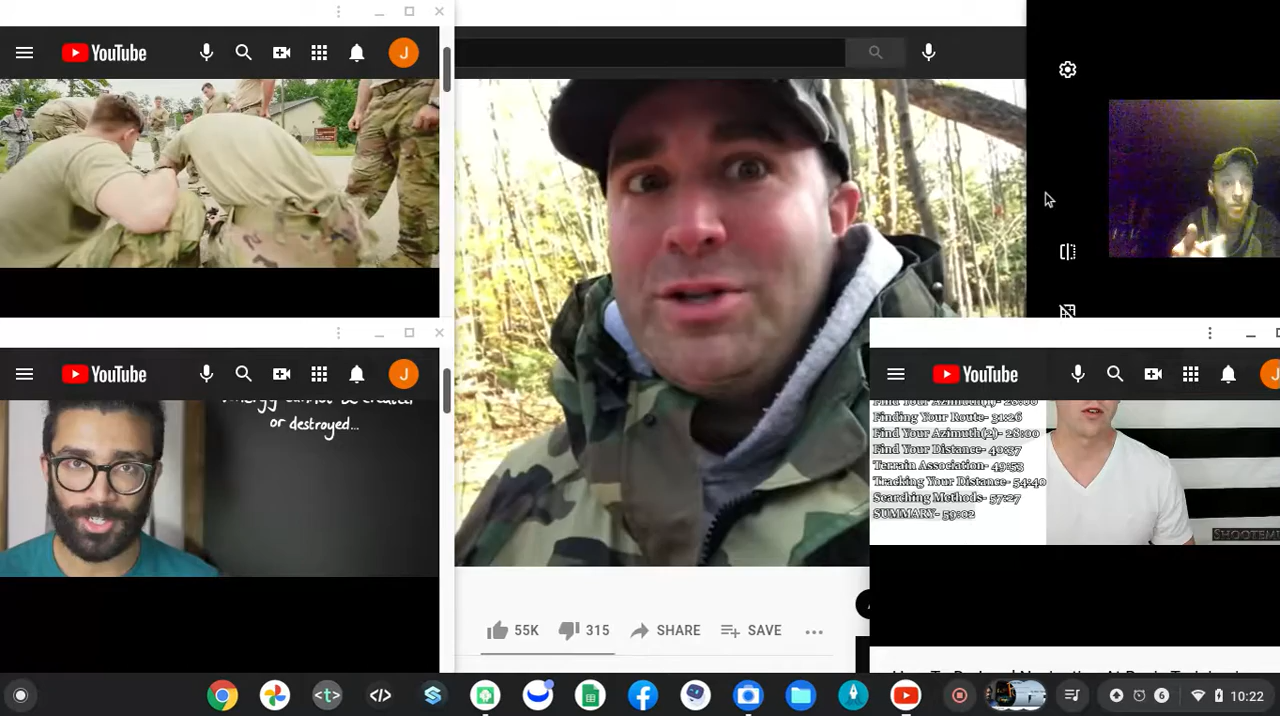 YouTube
YouTube
or destroyed...
55K
315
SHARE
SAVE
YouTube
Finding Your Route- 31:26
Find Your Azimuth(2)- 28:00
Find Your Distance- 40:37
Terrain Association- 49:53
Tracking Your Distance- 54:40
Searching Methods- 57:27
SUMMARY- 59:02
J
J
J
6
10:22